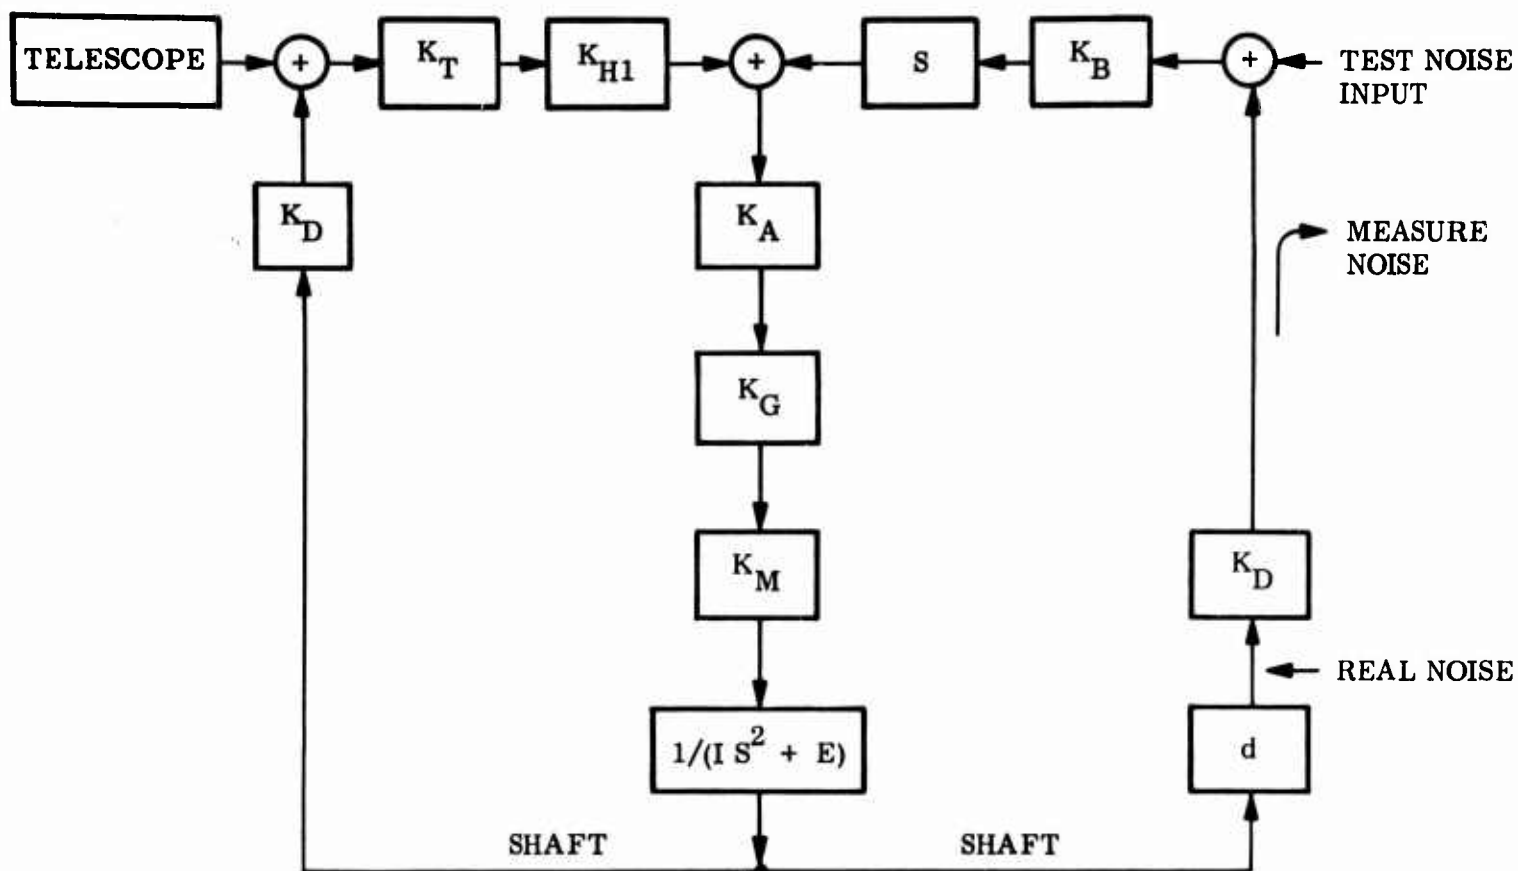 TELESCOPE
+
K_T
K_H1
+
S
K_B
+
TEST NOISE
INPUT
K_D
K_A
MEASURE
NOISE
K_G
K_M
K_D
REAL NOISE
1/(I S^2 + E)
d
SHAFT
SHAFT